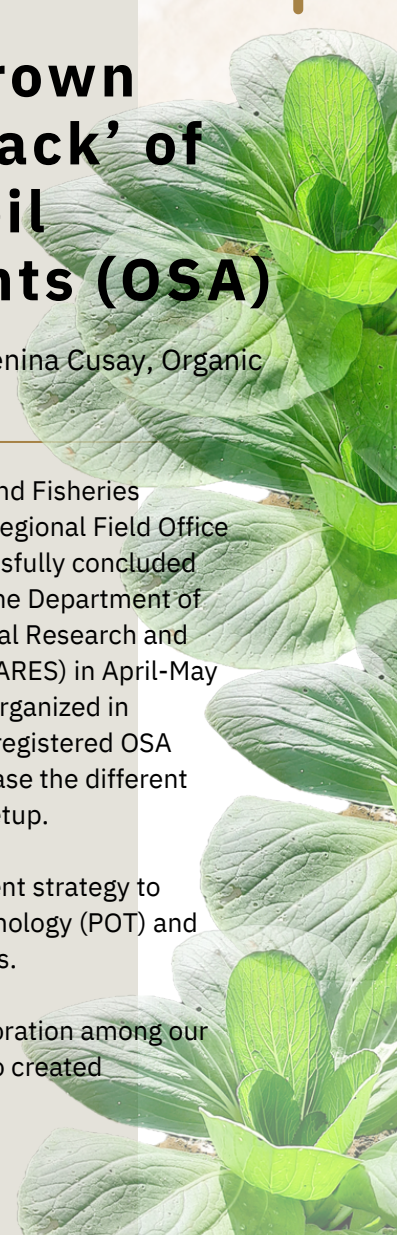 rown
ack’ of
il
nts (OSA)
enina Cusay, Organic
nd Fisheries
egional Field Office
sfully concluded
he Department of
al Research and
ARES) in April-May
rganized in
registered OSA
ase the different
etup.
ent strategy to
nology (POT) and
s.
oration among our
o created